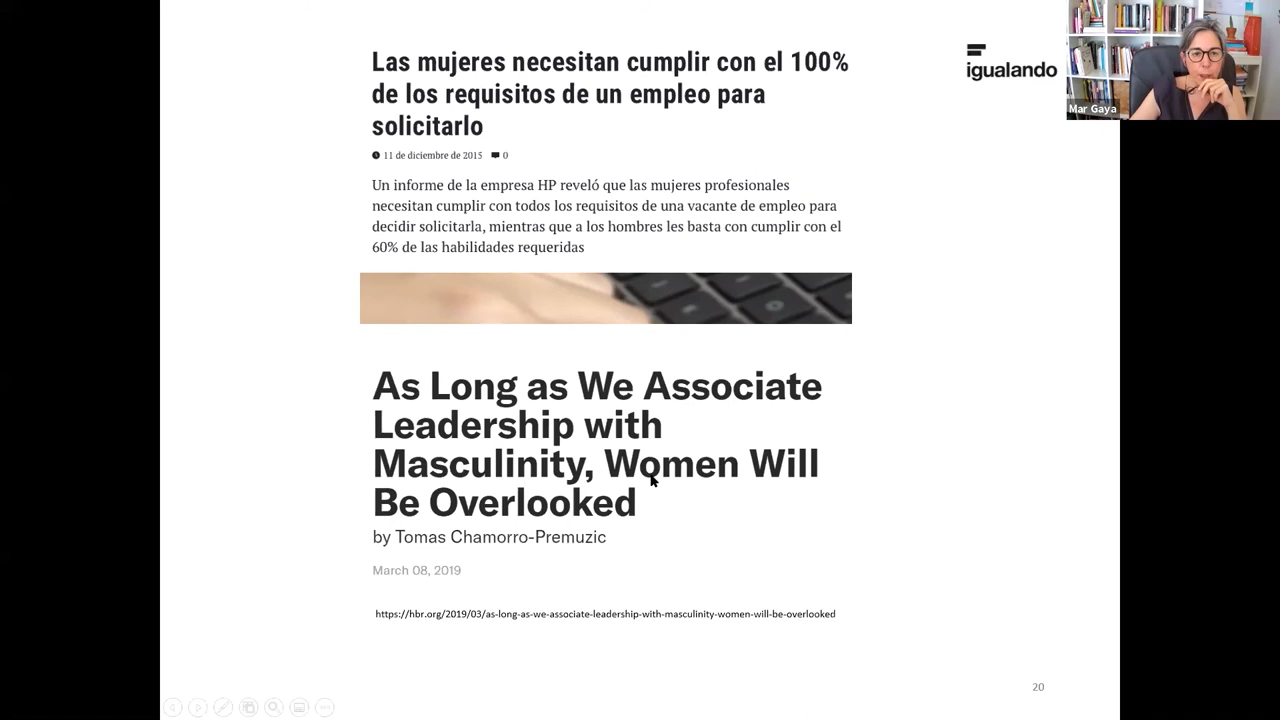 Las mujeres necesitan cumplir con el 100%
de los requisitos de un empleo para
solicitarlo
11 de diciembre de 2015 0
Un informe de la empresa HP reveló que las mujeres profesionales
necesitan cumplir con todos los requisitos de una vacante de empleo para
decidir solicitarla, mientras que a los hombres les basta con cumplir con el
60% de las habilidades requeridas
As Long as We Associate
Leadership with
Masculinity, Women Will
Be Overlooked
by Tomas Chamorro-Premuzic
March 08, 2019
https://hbr.org/2019/03/as-long-as-we-associate-leadership-with-masculinity-women-will-be-overlooked
20
igualando
Mar Gaya